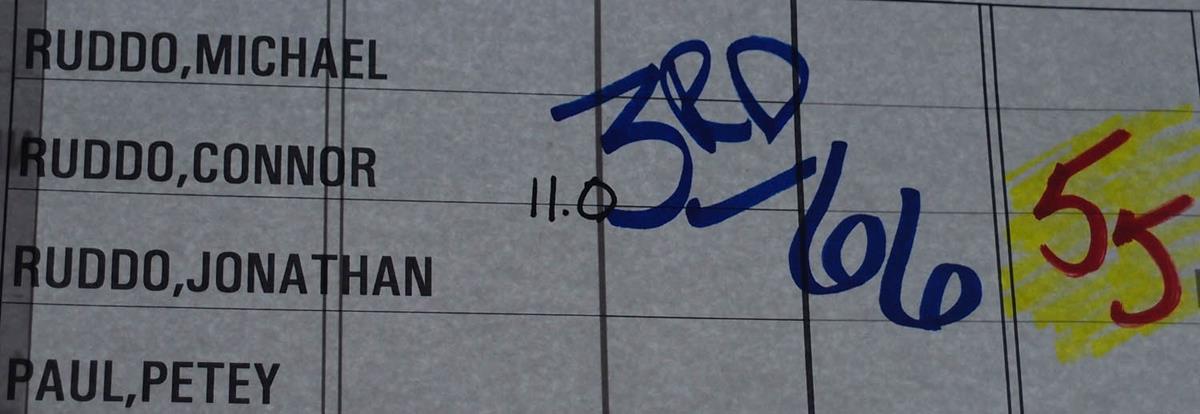 RUDDO,MICHAEL
RUDDO,CONNOR
RUDDO,JONATHAN
PAUL,PETEY
11.0
3RD-66
55